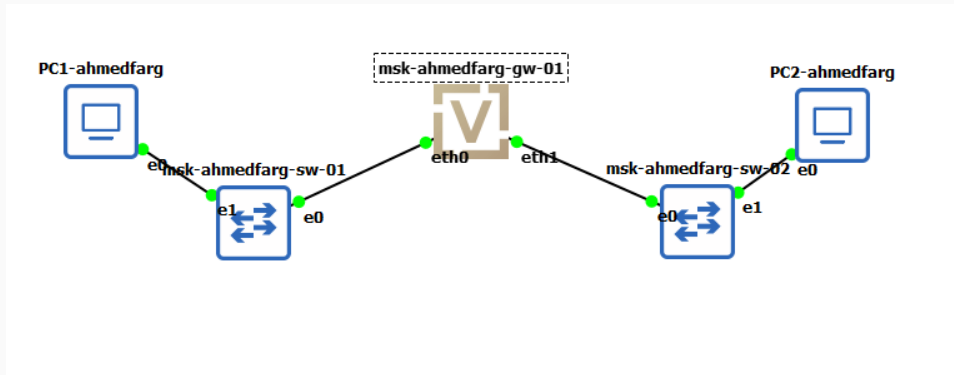 PC1-ahmedfarg
msk-ahmedfarg-gw-01
PC2-ahmedfarg
V
e0
eth0
eth1
msk-ahmedfarg-sw-01
msk-ahmedfarg-sw-02
e0
e1
e0
e0
e1